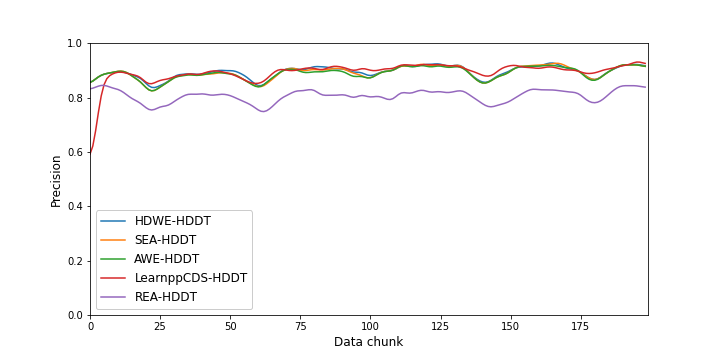 1.0
0.8
0.6
0.4
0.2
0.0
Precision
HDWE-HDDT
SEA-HDDT
AWE-HDDT
LearnppCDS-HDDT
REA-HDDT
0 25 50 75 100 125 150 175
Data chunk